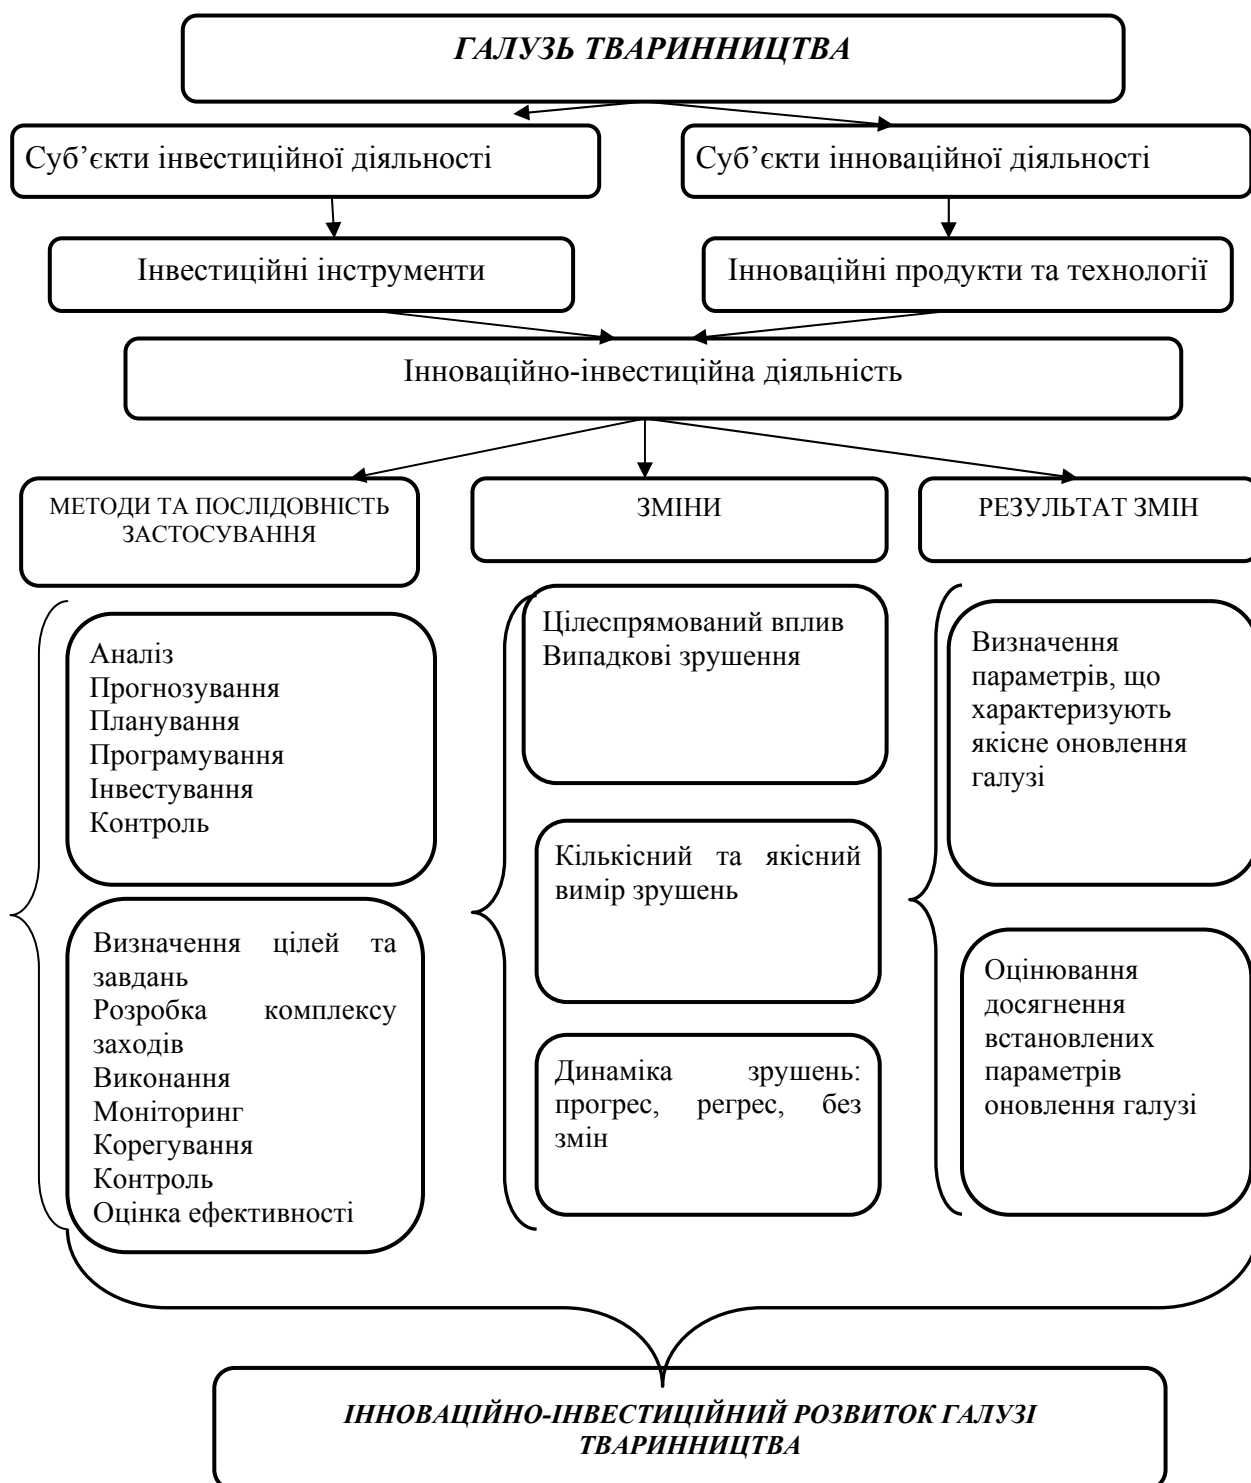 ГАЛУЗЬ ТВАРИННИЦТВА
Суб’єкти інвестиційної діяльності
Суб’єкти інноваційної діяльності
Інвестиційні інструменти
Інноваційні продукти та технології
Інноваційно-інвестиційна діяльність
МЕТОДИ ТА ПОСЛІДОВНІСТЬ
ЗАСТОСУВАННЯ
ЗМІНИ
РЕЗУЛЬТАТ ЗМІН
Аналіз
Прогнозування
Планування
Програмування
Інвестування
Контроль
Визначення цілей та
завдань
Розробка комплексу
заходів
Виконання
Моніторинг
Корегування
Контроль
Оцінка ефективності
Цілеспрямований вплив
Випадкові зрушення
Кількісний та якісний
вимір зрушень
Динаміка зрушень:
прогрес, регрес, без
змін
Визначення
параметрів, що
характеризують
якісне оновлення
галузі
Оцінювання
досягнення
встановлених
параметрів
оновлення галузі
ІННОВАЦІЙНО-ІНВЕСТИЦІЙНИЙ РОЗВИТОК ГАЛУЗІ
ТВАРИННИЦТВА